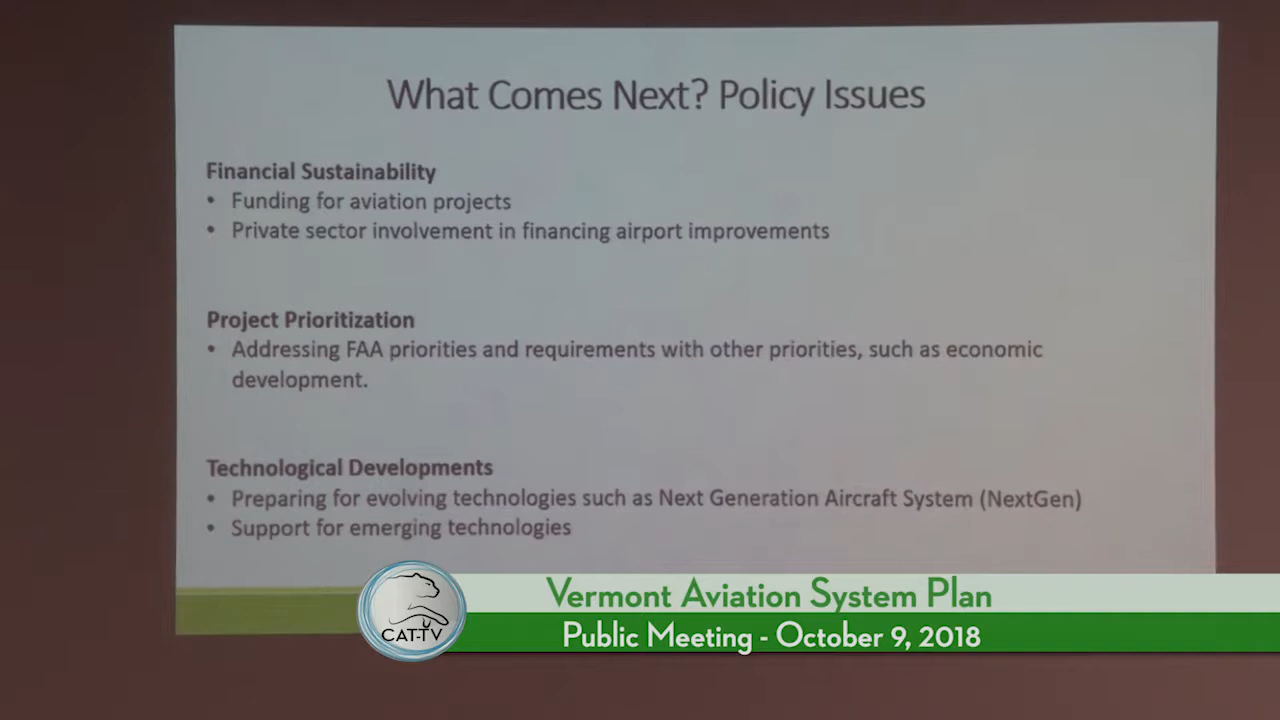 What Comes Next? Policy Issues
Financial Sustainability
• Funding for aviation projects
• Private sector involvement in financing airport improvements
Project Prioritization
• Addressing FAA priorities and requirements with other priorities, such as economic
development.
Technological Developments
• Preparing for evolving technologies such as Next Generation Aircraft System (NextGen)
• Support for emerging technologies
Vermont Aviation System Plan
Public Meeting - October 9, 2018
CAT-TV